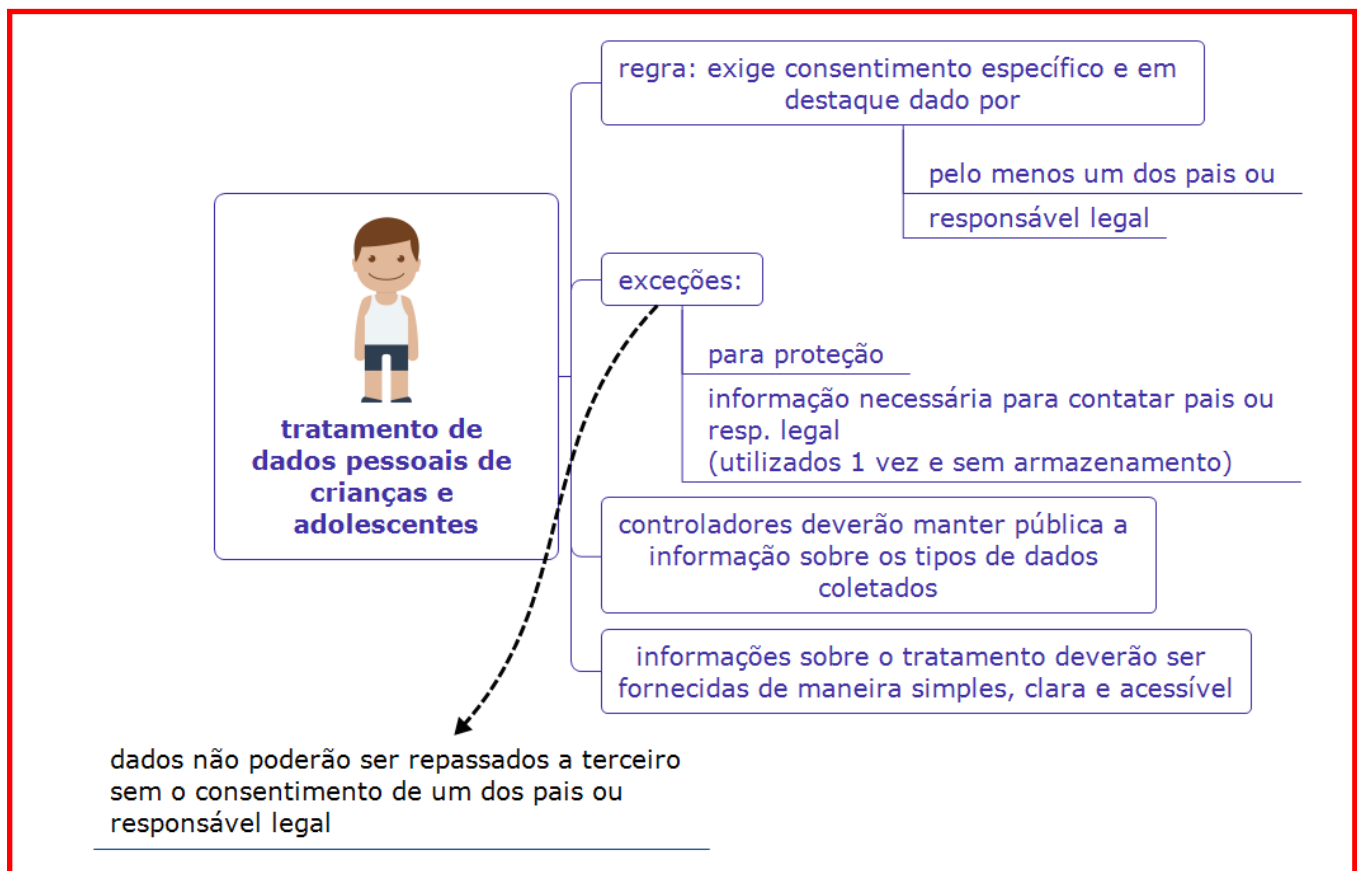 regra: exige consentimento específico e em
destaque dado por
pelo menos um dos pais ou
responsável legal
exceções:
para proteção
informação necessária para contatar pais ou
resp. legal
(utilizados 1 vez e sem armazenamento)
tratamento de
dados pessoais de
crianças e
adolescentes
controladores deverão manter pública a
informação sobre os tipos de dados
coletados
informações sobre o tratamento deverão ser
fornecidas de maneira simples, clara e acessível
dados não poderão ser repassados a terceiro
sem o consentimento de um dos pais ou
responsável legal